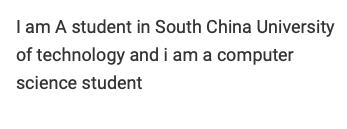 I am A student in South China University
of technology and i am a computer
science student